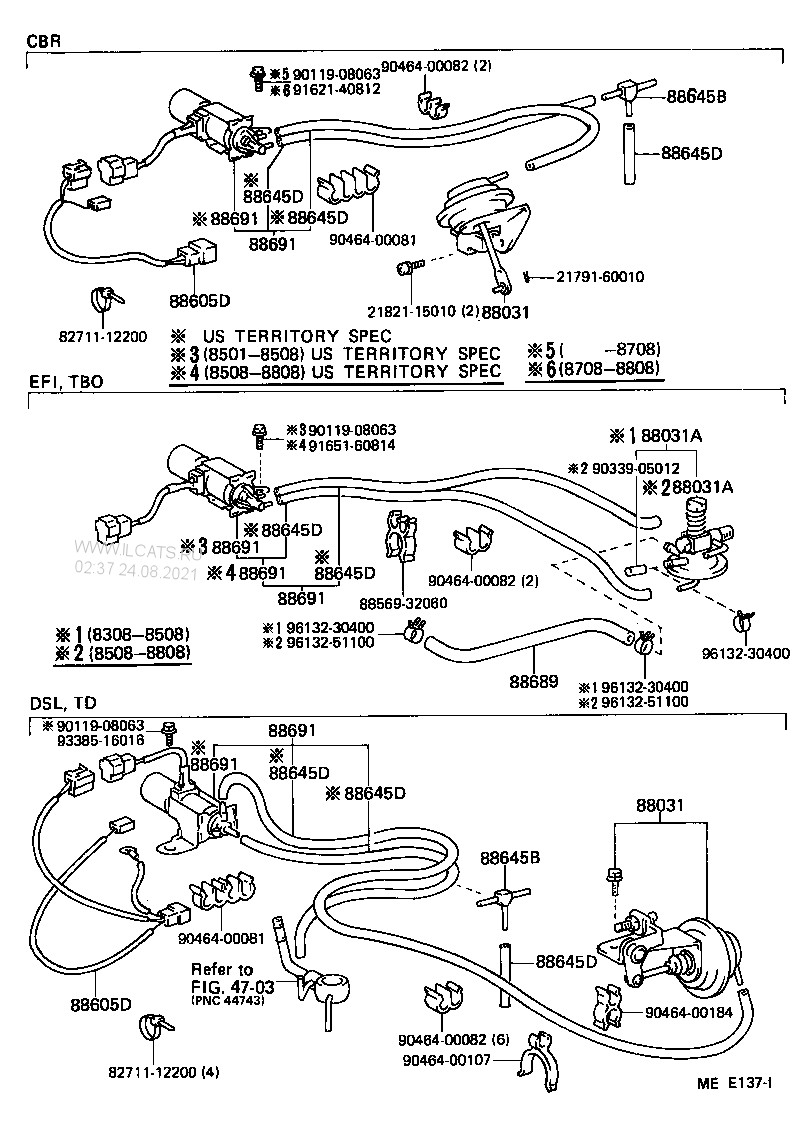 CBR
※5 90119-08063
※6 91621-40812
90464-00082 (2)
88645B
88645D
※
88645D
※88691
※88645D
88691
90464-00081
88605D
82711-12200
21821-15010 (2)
88031
21791-60010
※ US TERRITORY SPEC
※3 (8501-8508) US TERRITORY SPEC
※4 (8508-8808) US TERRITORY SPEC
※5 ( -8708)
※6 (8708-8808)
EFI, TBO
※3 90119-08063
※4 91651-60814
※1 88031A
※2 90339-05012
※2 88031A
※88645D
※3 88691
※4 88691
※
88645D
88691
88569-32060
90464-00082 (2)
WWW.ILCATS.RU
02:37 24.08.2021
※1 (8308-8508)
※2 (8508-8808)
※1 96132-30400
※2 96132-51100
88689
96132-30400
※1 96132-30400
※2 96132-51100
DSL, TD
※90119-08063
93385-16016
※
88691
88691
※
88645D
※88645D
88031
88645B
88645D
90464-00081
Refer to
FIG. 47-03
(PNC 44743)
88605D
82711-12200 (4)
90464-00082 (6)
90464-00107
90464-00184
ME E137-I